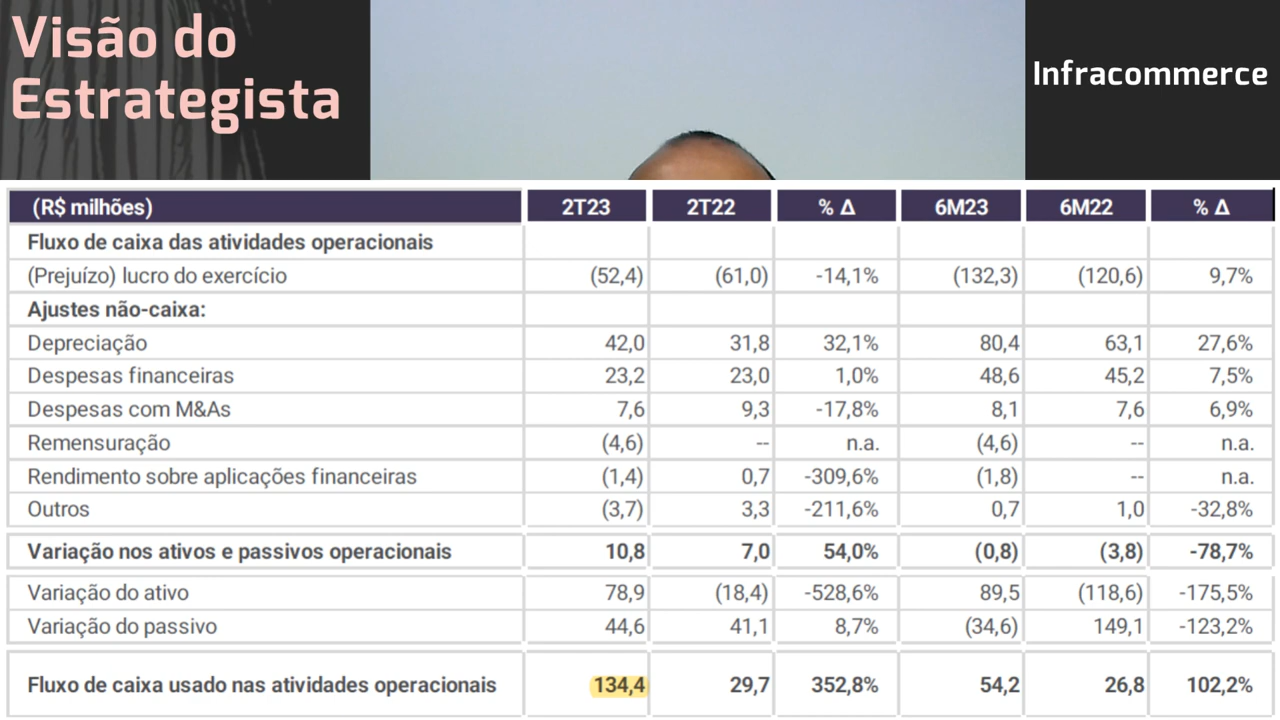 Visão do
Estrategista
Infracommerce
(R$ milhões) 2T23 2T22 % Δ 6M23 6M22 % Δ
Fluxo de caixa das atividades operacionais
(Prejuízo) lucro do exercício (52,4) (61,0) -14,1% (132,3) (120,6) 9,7%
Ajustes não-caixa:
Depreciação 42,0 31,8 32,1% 80,4 63,1 27,6%
Despesas financeiras 23,2 23,0 1,0% 48,6 45,2 7,5%
Despesas com M&As 7,6 9,3 -17,8% 8,1 7,6 6,9%
Remensuração (4,6) -- n.a. (4,6) -- n.a.
Rendimento sobre aplicações financeiras (1,4) 0,7 -309,6% (1,8) -- n.a.
Outros (3,7) 3,3 -211,6% 0,7 1,0 -32,8%
Variação nos ativos e passivos operacionais 10,8 7,0 54,0% (0,8) (3,8) -78,7%
Variação do ativo 78,9 (18,4) -528,6% 89,5 (118,6) -175,5%
Variação do passivo 44,6 41,1 8,7% (34,6) 149,1 -123,2%
Fluxo de caixa usado nas atividades operacionais 134,4 29,7 352,8% 54,2 26,8 102,2%